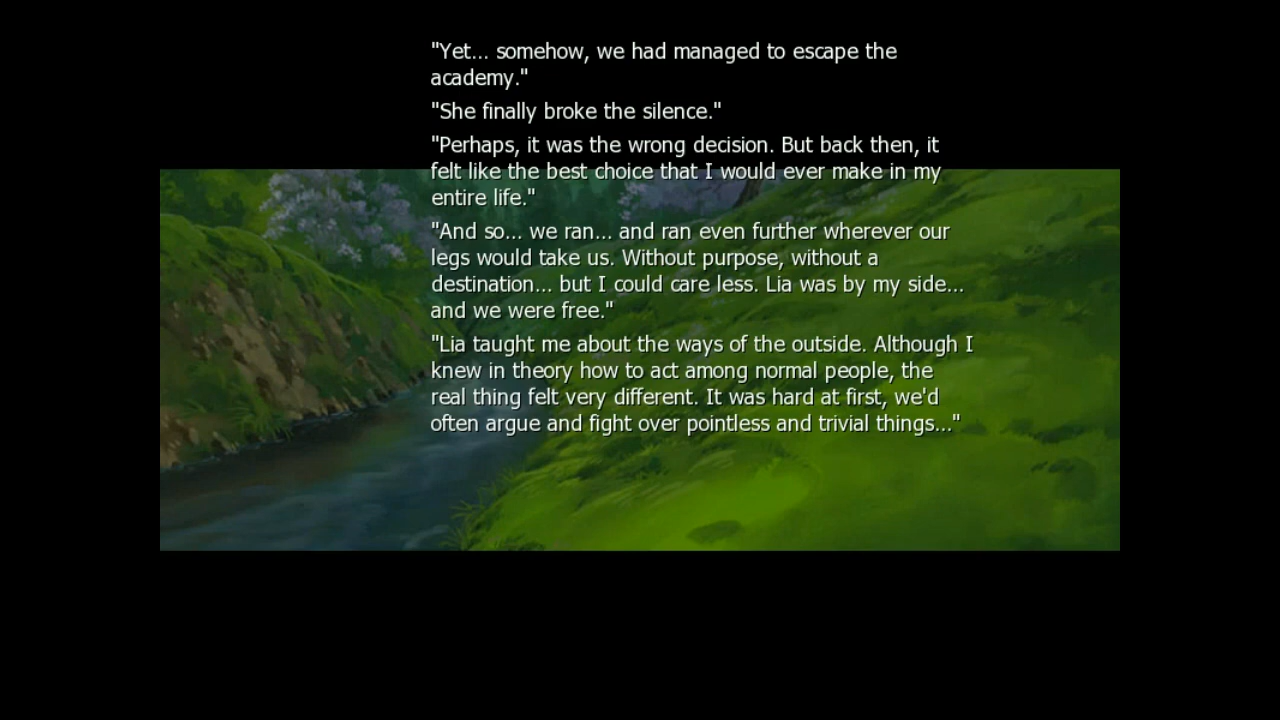 "Yet... somehow, we had managed to escape the
academy."
"She finally broke the silence."
"Perhaps, it was the wrong decision. But back then, it
felt like the best choice that I would ever make in my
entire life."
"And so... we ran... and ran even further wherever our
legs would take us. Without purpose, without a
destination... but I could care less. Lia was by my side...
and we were free."
"Lia taught me about the ways of the outside. Although I
knew in theory how to act among normal people, the
real thing felt very different. It was hard at first, we'd
often argue and fight over pointless and trivial things..."